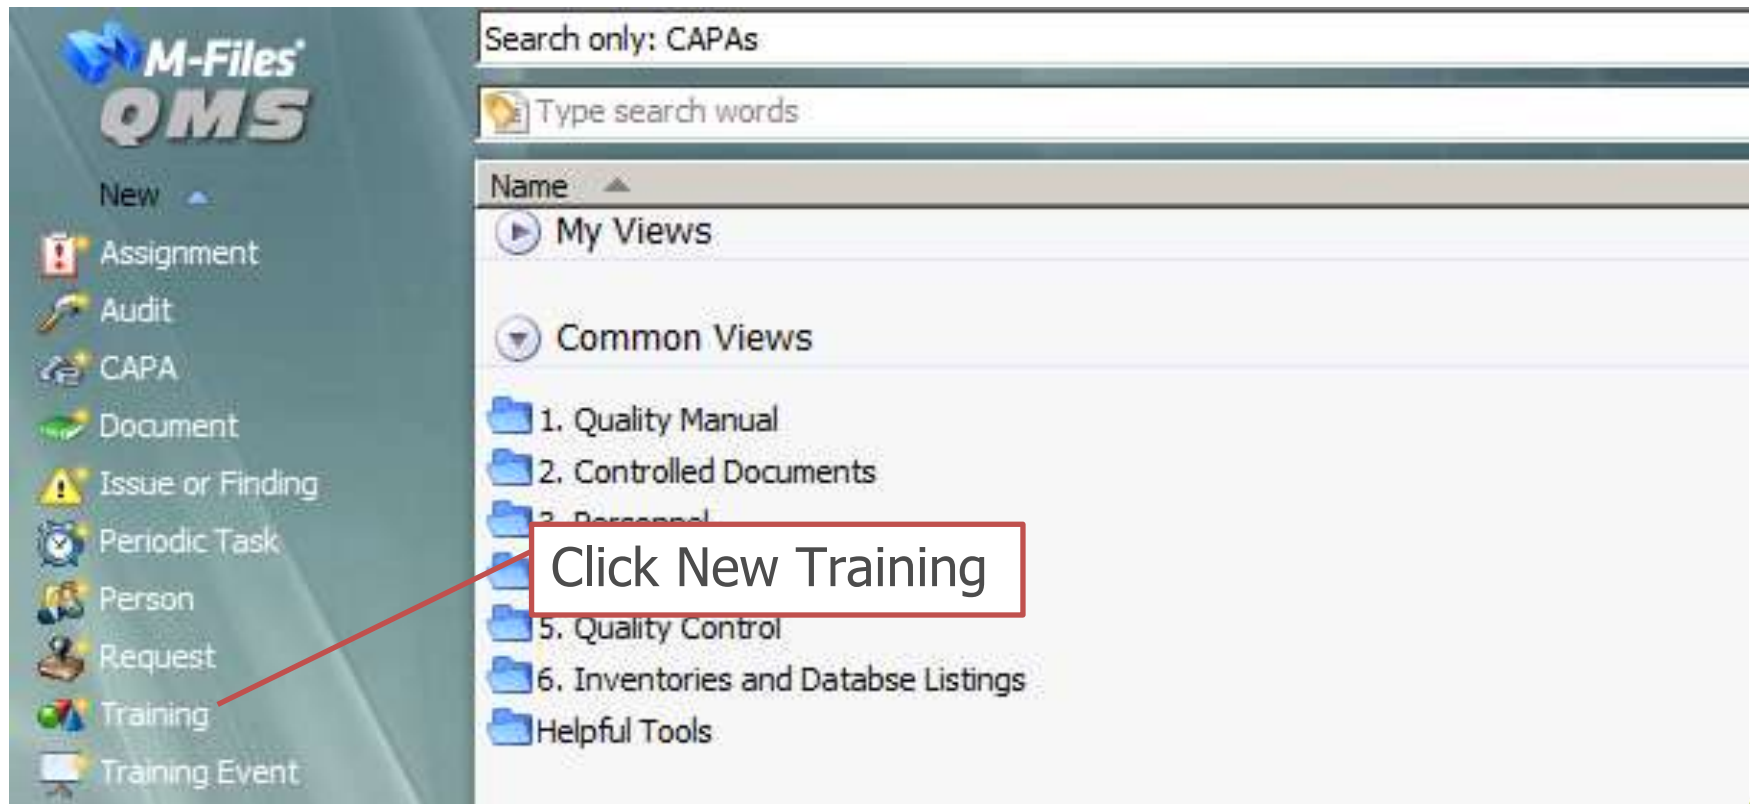 M-Files
QMS
New
Assignment
Audit
CAPA
Document
Issue or Finding
Periodic Task
Person
Request
Training
Training Event
Search only: CAPAs
Type search words
Name
My Views
Common Views
1. Quality Manual
2. Controlled Documents
3. Personnel
Click New Training
5. Quality Control
6. Inventories and Databse Listings
Helpful Tools